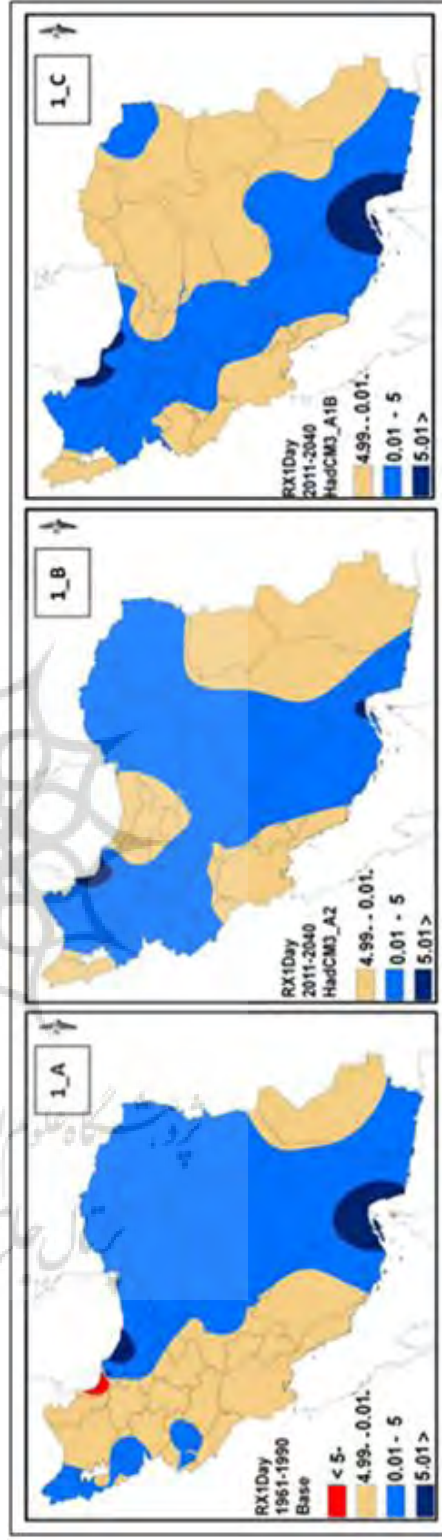 1_A
RX1Day
1961-1990
Base
< 5-
4.99- - 0.01-
0.01 - 5
5.01 >
1_B
RX1Day
2011-2040
HadCM3_A2
4.99- - 0.01-
0.01 - 5
5.01 >
1_C
RX1Day
2011-2040
HadCM3_A1B
4.99- - 0.01-
0.01 - 5
5.01 >